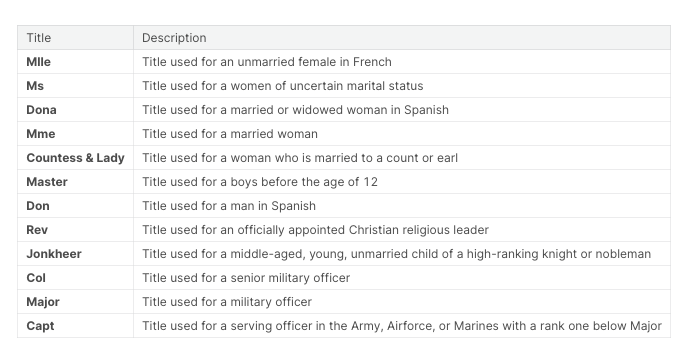 Title Description
Mlle Title used for an unmarried female in French
Ms Title used for a women of uncertain marital status
Dona Title used for a married or widowed woman in Spanish
Mme Title used for a married woman
Countess & Lady Title used for a woman who is married to a count or earl
Master Title used for a boys before the age of 12
Don Title used for a man in Spanish
Rev Title used for an officially appointed Christian religious leader
Jonkheer Title used for a middle-aged, young, unmarried child of a high-ranking knight or nobleman
Col Title used for a senior military officer
Major Title used for a military officer
Capt Title used for a serving officer in the Army, Airforce, or Marines with a rank one below Major